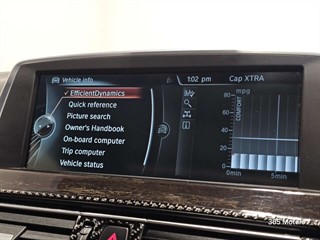 Vehicle info
1:02 pm
Cap XTRA
✓ EfficientDynamics
Quick reference
Picture search
Owner's Handbook
On-board computer
Trip computer
Vehicle status
mpg
80
60
40
20
0
COMFORT
0min
5min
365 Motale